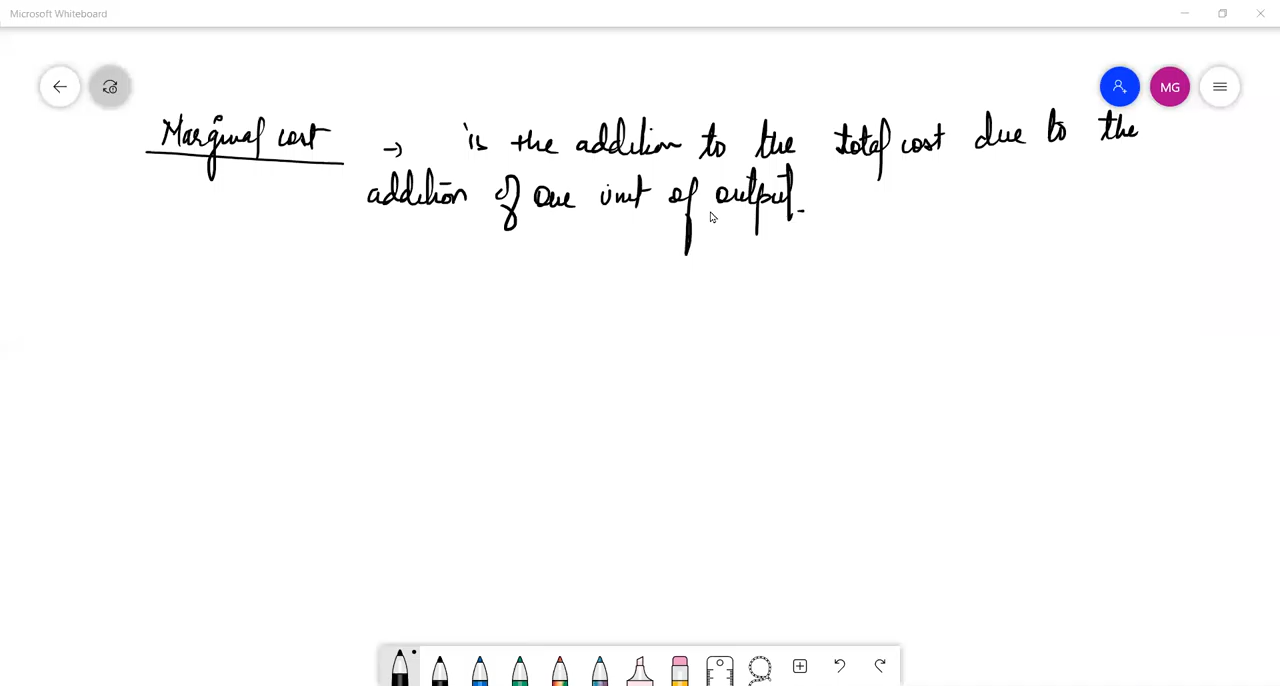 Microsoft Whiteboard
MG
Marginal cost → is the addition to the total cost due to the
addition of one unit of output.